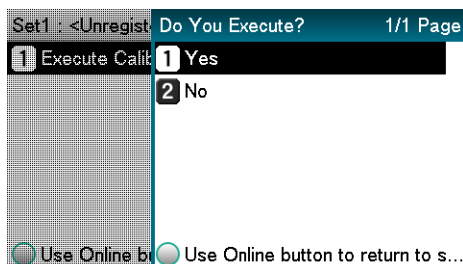 Set1 : <Unregist
1 Execute Calib
Use Online b
Do You Execute? 1/1 Page
1 Yes
2 No
Use Online button to return to s...